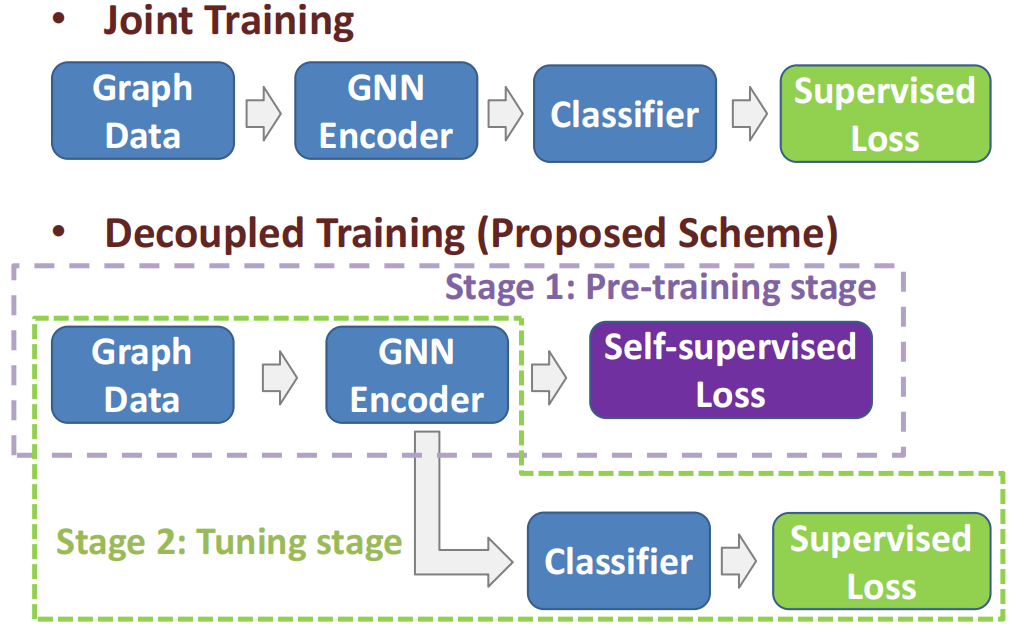 • Joint Training
Graph
Data
GNN
Encoder
Classifier
Supervised
Loss
• Decoupled Training (Proposed Scheme)
Stage 1: Pre-training stage
Graph
Data
GNN
Encoder
Self-supervised
Loss
Stage 2: Tuning stage
Classifier
Supervised
Loss